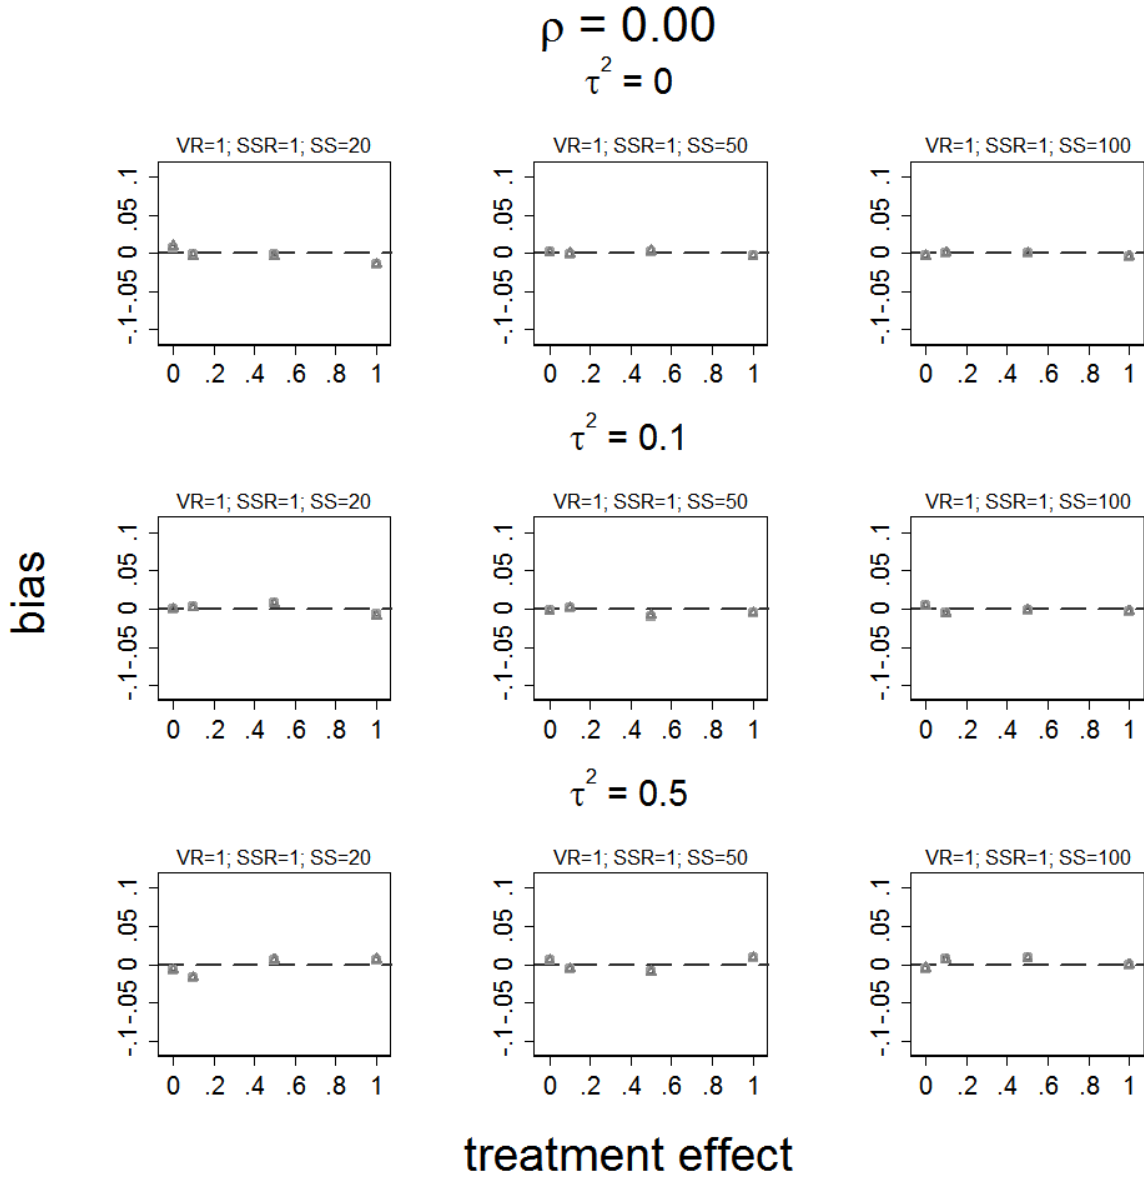 ρ = 0.00
τ² = 0
VR=1; SSR=1; SS=20 VR=1; SSR=1; SS=50 VR=1; SSR=1; SS=100
.1 .1 .1
.05 .05 .05
0 0 0
-.05 -.05 -.05
-.1 -.1 -.1
0 .2 .4 .6 .8 1 0 .2 .4 .6 .8 1 0 .2 .4 .6 .8 1
τ² = 0.1
VR=1; SSR=1; SS=20 VR=1; SSR=1; SS=50 VR=1; SSR=1; SS=100
.1 .1 .1
.05 .05 .05
bias
0 0 0
-.05 -.05 -.05
-.1 -.1 -.1
0 .2 .4 .6 .8 1 0 .2 .4 .6 .8 1 0 .2 .4 .6 .8 1
τ² = 0.5
VR=1; SSR=1; SS=20 VR=1; SSR=1; SS=50 VR=1; SSR=1; SS=100
.1 .1 .1
.05 .05 .05
0 0 0
-.05 -.05 -.05
-.1 -.1 -.1
0 .2 .4 .6 .8 1 0 .2 .4 .6 .8 1 0 .2 .4 .6 .8 1
treatment effect